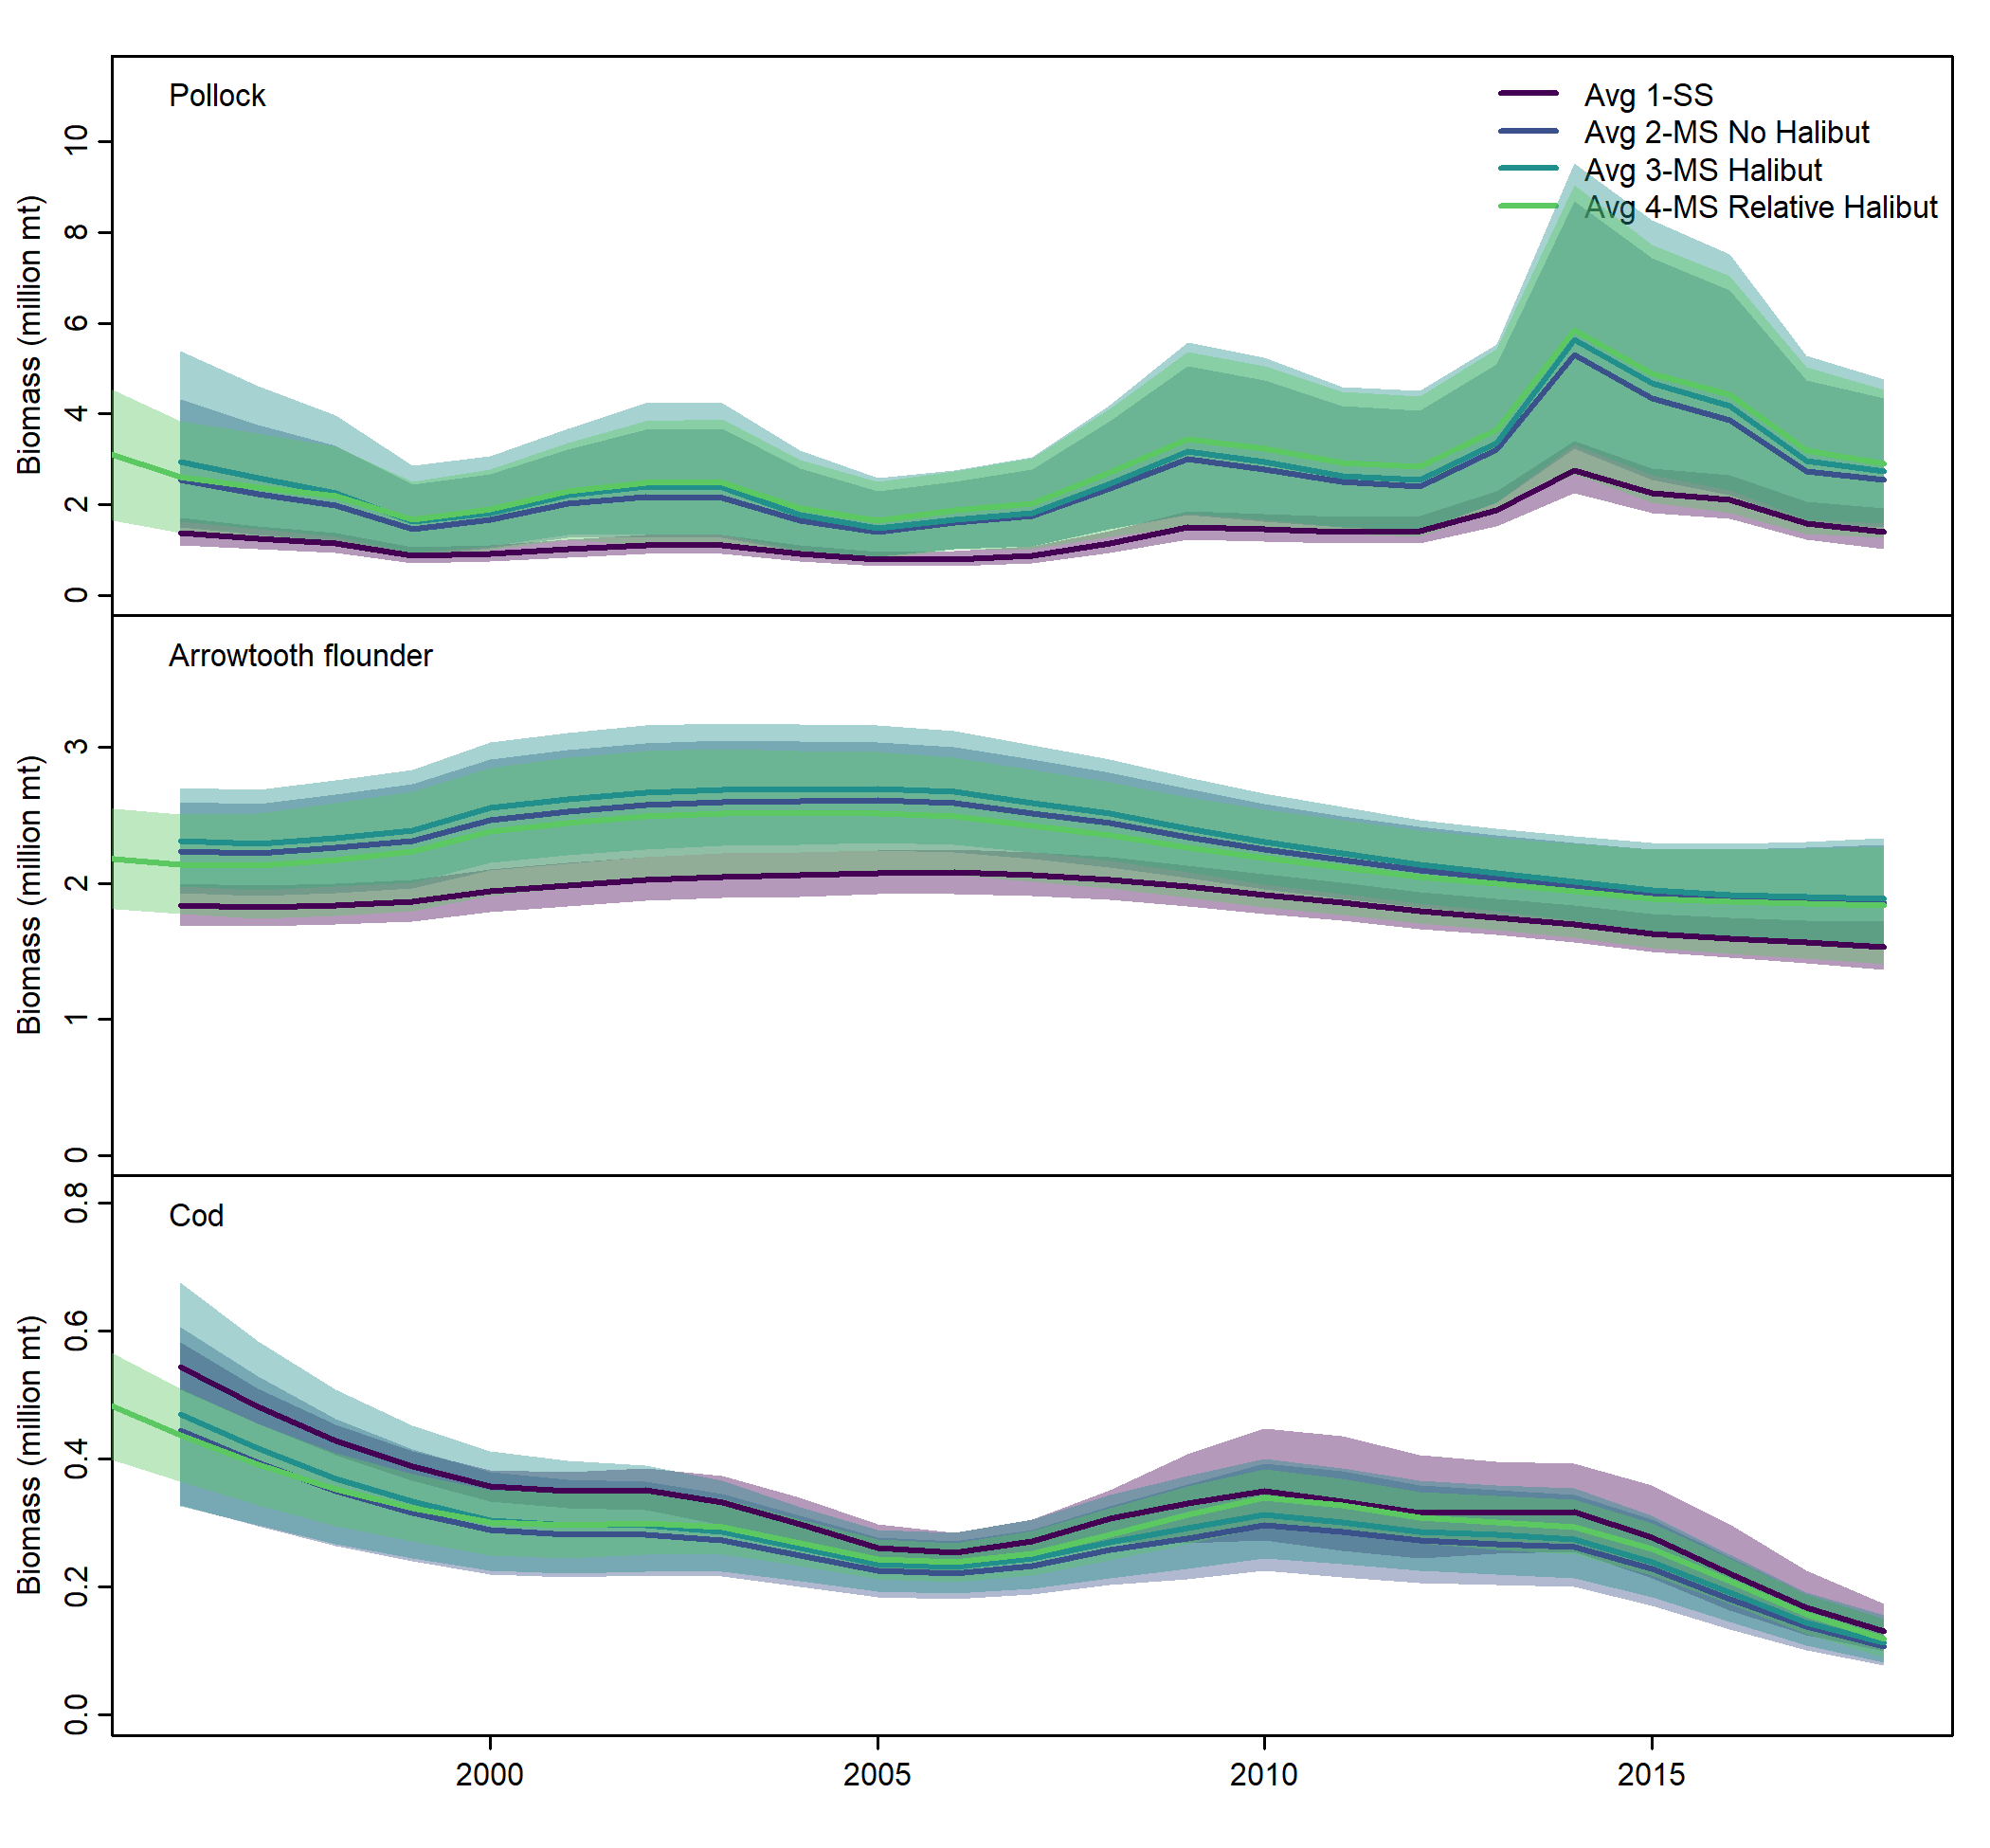 Pollock
Avg 1-SS
Avg 2-MS No Halibut
Avg 3-MS Halibut
Avg 4-MS Relative Halibut
Biomass (million mt)
10
8
6
4
2
0
Arrowtooth flounder
Biomass (million mt)
3
2
1
0
Cod
Biomass (million mt)
0.8
0.6
0.4
0.2
0.0
2000
2005
2010
2015